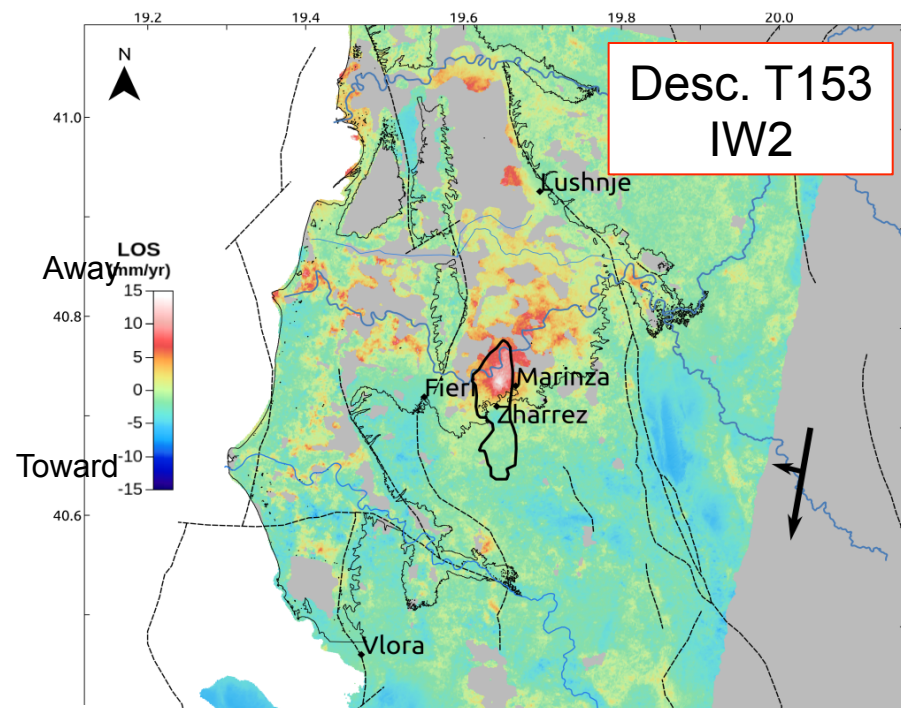 19.2
19.4
19.6
19.8
20.0
N
Desc. T153
IW2
41.0
Lushnje
LOS
Away
(mm/yr)
15
10
5
0
-5
-10
-15
Toward
40.8
Marinza
Fieri
Zharrez
40.6
Vlora